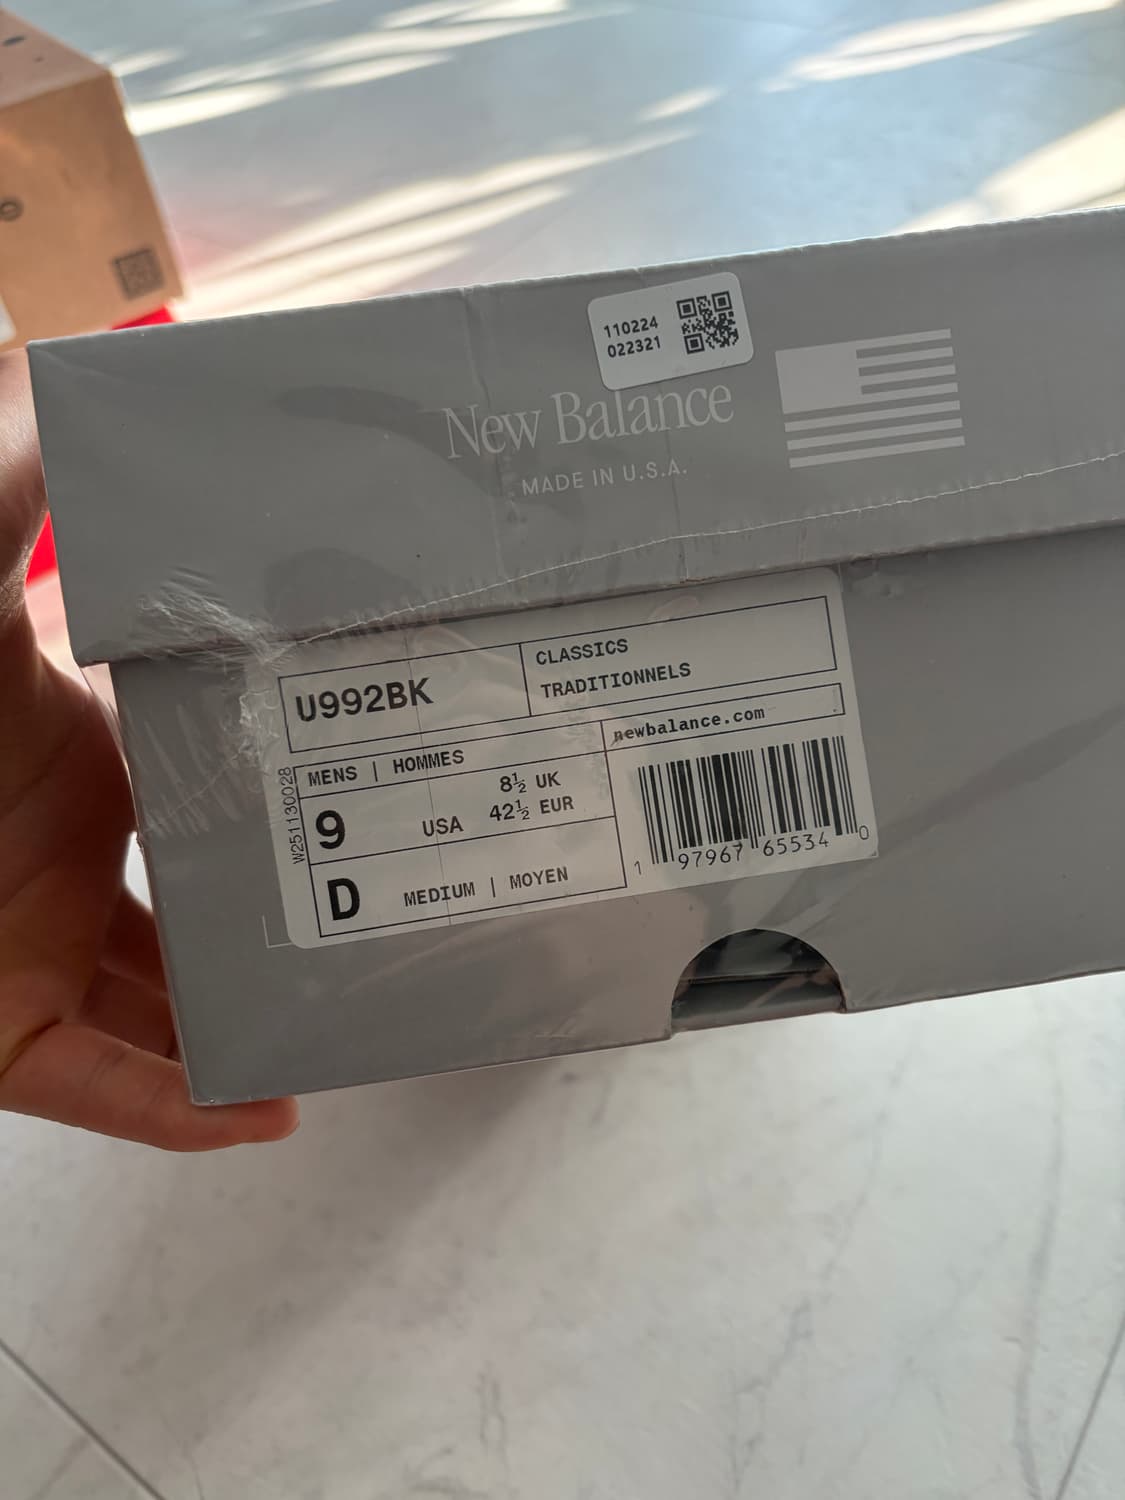 110224
022321
New Balance
MADE IN U.S.A.
U992BK
CLASSICS
TRADITIONNELS
newbalance.com
MENS | HOMMES
9 USA
8½ UK
42½ EUR
D MEDIUM | MOYEN
W251130028
1 97967 65534 0